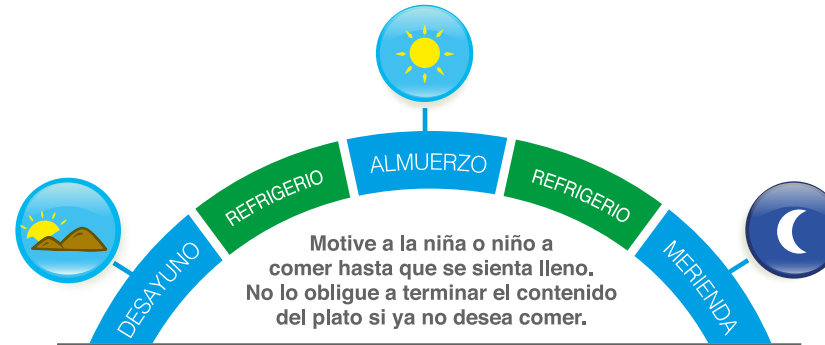 DESAYUNO
REFRIGERIO
ALMUERZO
REFRIGERIO
MERIENDA
Motive a la niña o niño a
comer hasta que se sienta lleno.
No lo obligue a terminar el contenido
del plato si ya no desea comer.